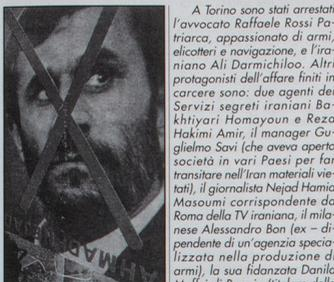 A Torino sono stati arrestati
l'avvocato Raffaele Rossi Pa-
triarca, appassionato di armi,
elicotteri e navigazione, e l'ira-
niano Ali Darmichiloo. Altri
protagonisti dell'affare finiti in
carcere sono: due agenti dei
Servizi segreti iraniani Ba-
khtiyari Homayoun e Reza
Hakimi Amir, il manager Gu-
glielmo Savi (che aveva aperto
società in vari Paesi per far
transitare nell'Iran materiali vie-
tati), il giornalista Nejad Hamid
Masoumi corrispondente da
Roma della TV iraniana, il mila-
nese Alessandro Bon (ex – di-
pendente di un'agenzia specia-
lizzata nella produzione di
armi), la sua fidanzata Danila